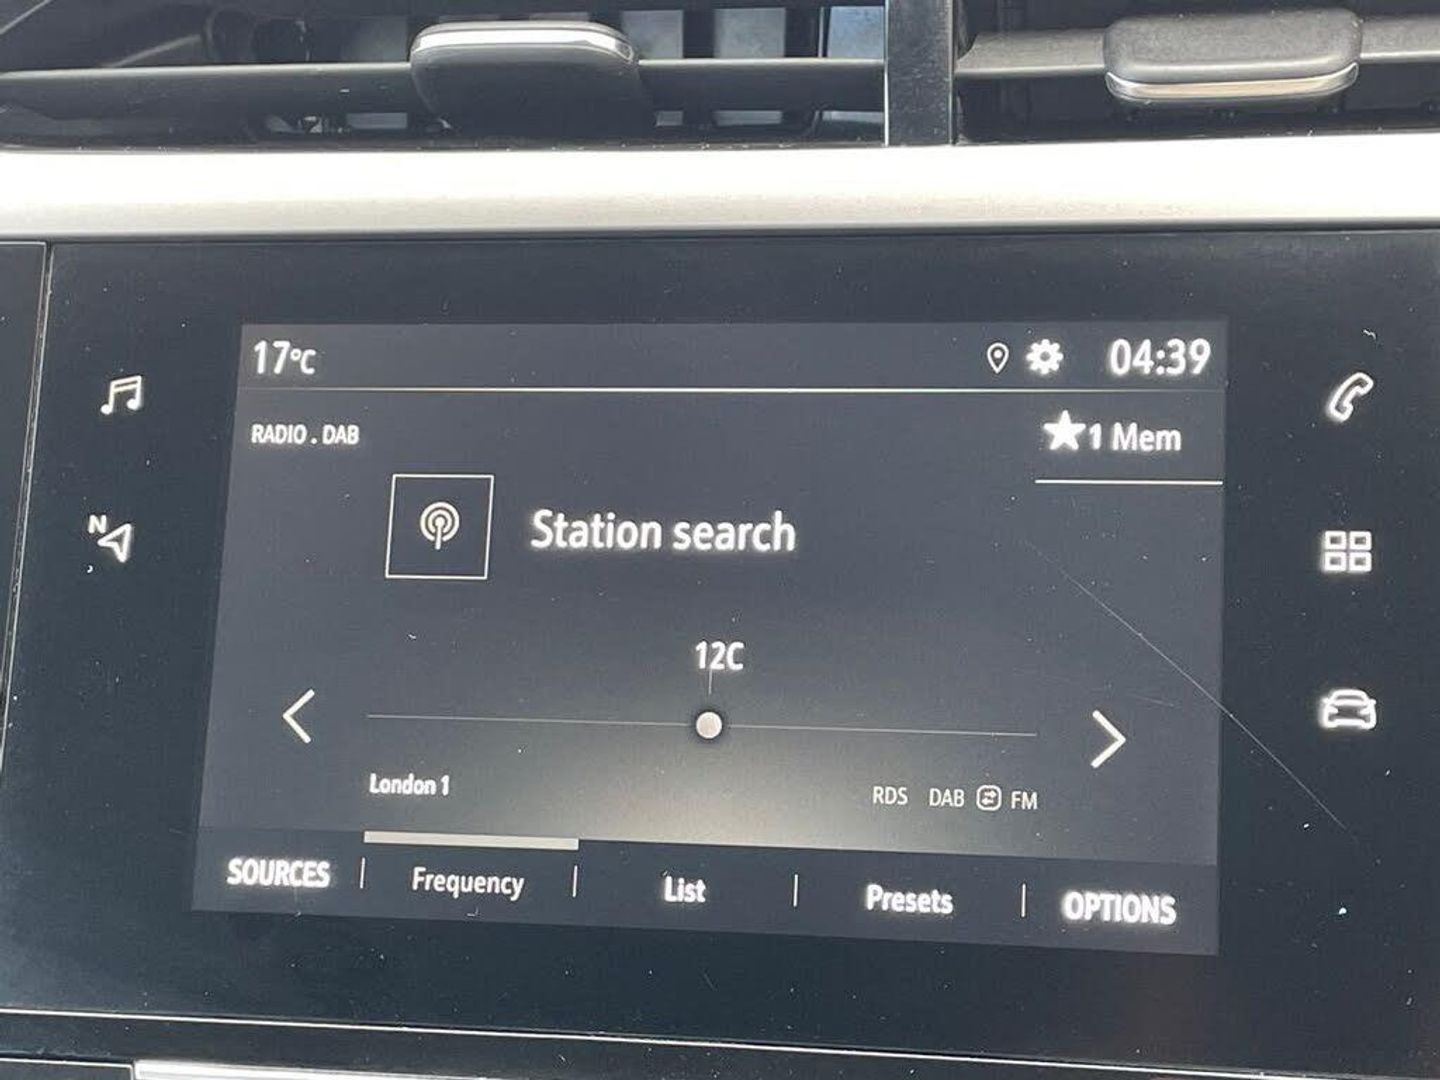 17°C 04:39
RADIO . DAB
1 Mem
N
Station search
12C
London 1
RDS DAB FM
SOURCES Frequency List Presets OPTIONS